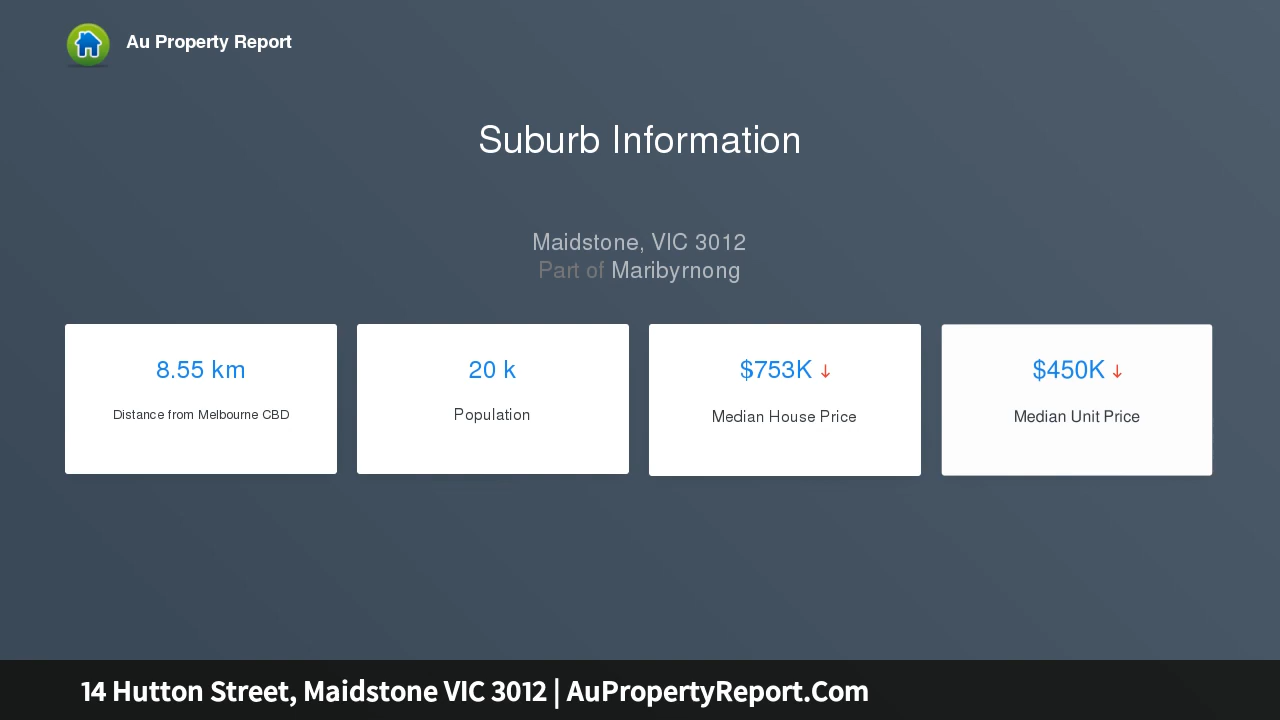 Au Property Report
Suburb Information
Maidstone, VIC 3012
Part of Maribyrnong
8.55 km
Distance from Melbourne CBD
20 k
Population
$753K ↓
Median House Price
$450K ↓
Median Unit Price
14 Hutton Street, Maidstone VIC 3012 | AuPropertyReport.Com